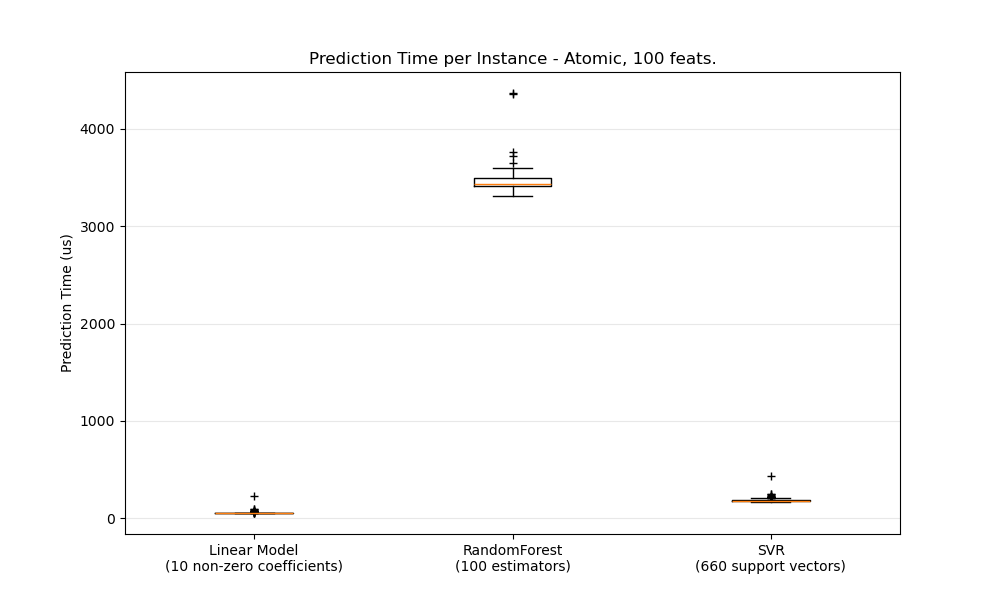 Prediction Time per Instance - Atomic, 100 feats.
Prediction Time (us)
4000
3000
2000
1000
0
Linear Model
(10 non-zero coefficients)
RandomForest
(100 estimators)
SVR
(660 support vectors)